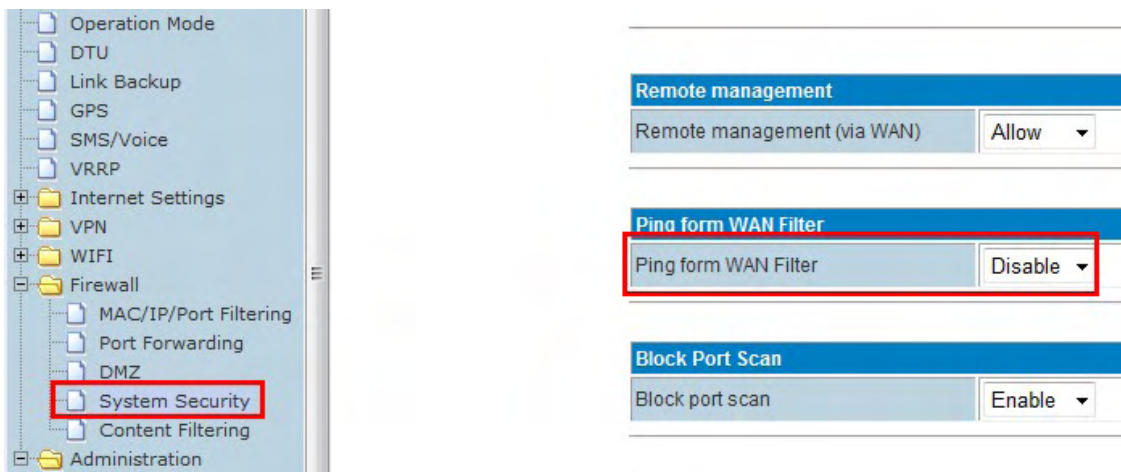 Operation Mode
DTU
Link Backup
GPS
SMS/Voice
VRRP
Internet Settings
VPN
WIFI
Firewall
MAC/IP/Port Filtering
Port Forwarding
DMZ
System Security
Content Filtering
Administration
Remote management
Remote management (via WAN) Allow
Ping form WAN Filter
Ping form WAN Filter Disable
Block Port Scan
Block port scan Enable